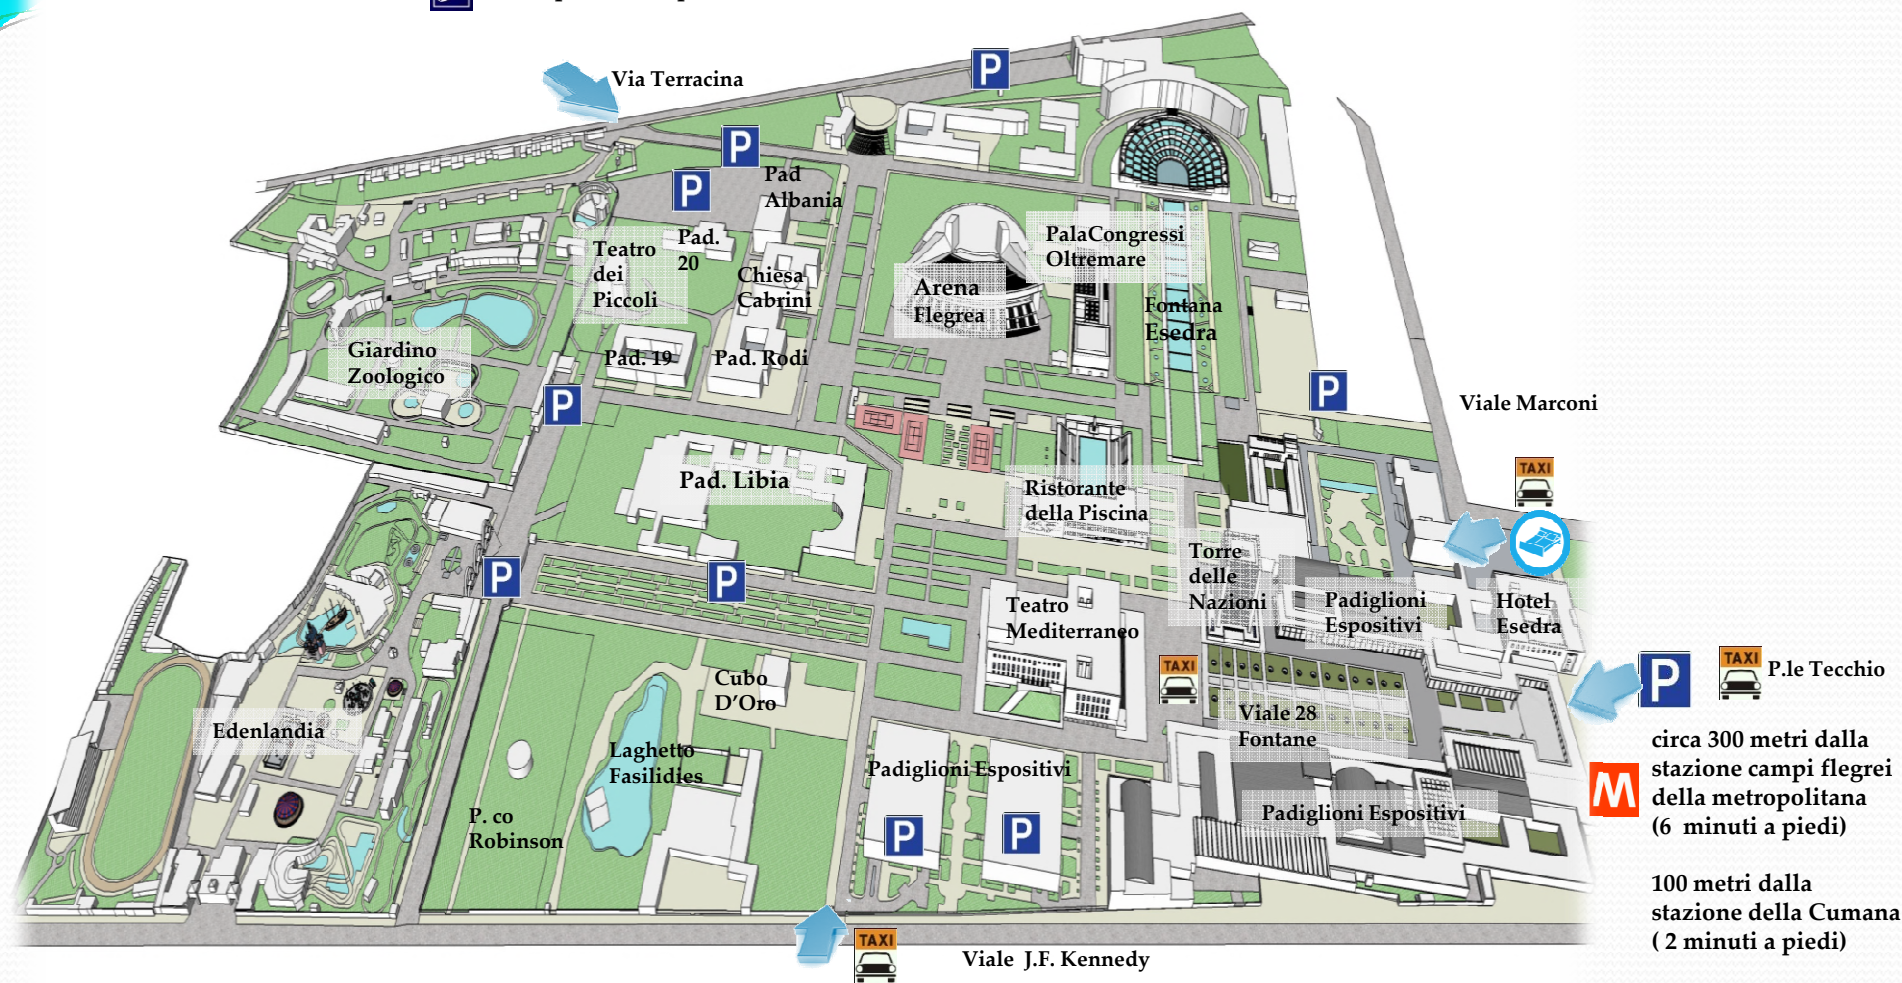 Via Terracina
P
P
P
Pad
Albania
Teatro
dei
Piccoli
Pad.
20
Chiesa
Cabrini
PalaCongressi
Oltremare
Arena
Flegrea
Fontana
Esedra
Giardino
Zoologico
Pad. 19
Pad. Rodi
P
P
Viale Marconi
TAXI
Pad. Libia
Ristorante
della Piscina
Torre
delle
Nazioni
P
P
Teatro
Mediterraneo
Padiglioni
Espositivi
Hotel
Esedra
TAXI
P
TAXI
P.le Tecchio
Cubo
D'Oro
Edenlandia
Viale 28
Fontane
Laghetto
Fasilidies
Padiglioni Espositivi
P. co
Robinson
P
P
Padiglioni Espositivi
M
circa 300 metri dalla
stazione campi flegrei
della metropolitana
(6 minuti a piedi)
100 metri dalla
stazione della Cumana
( 2 minuti a piedi)
TAXI
Viale J.F. Kennedy